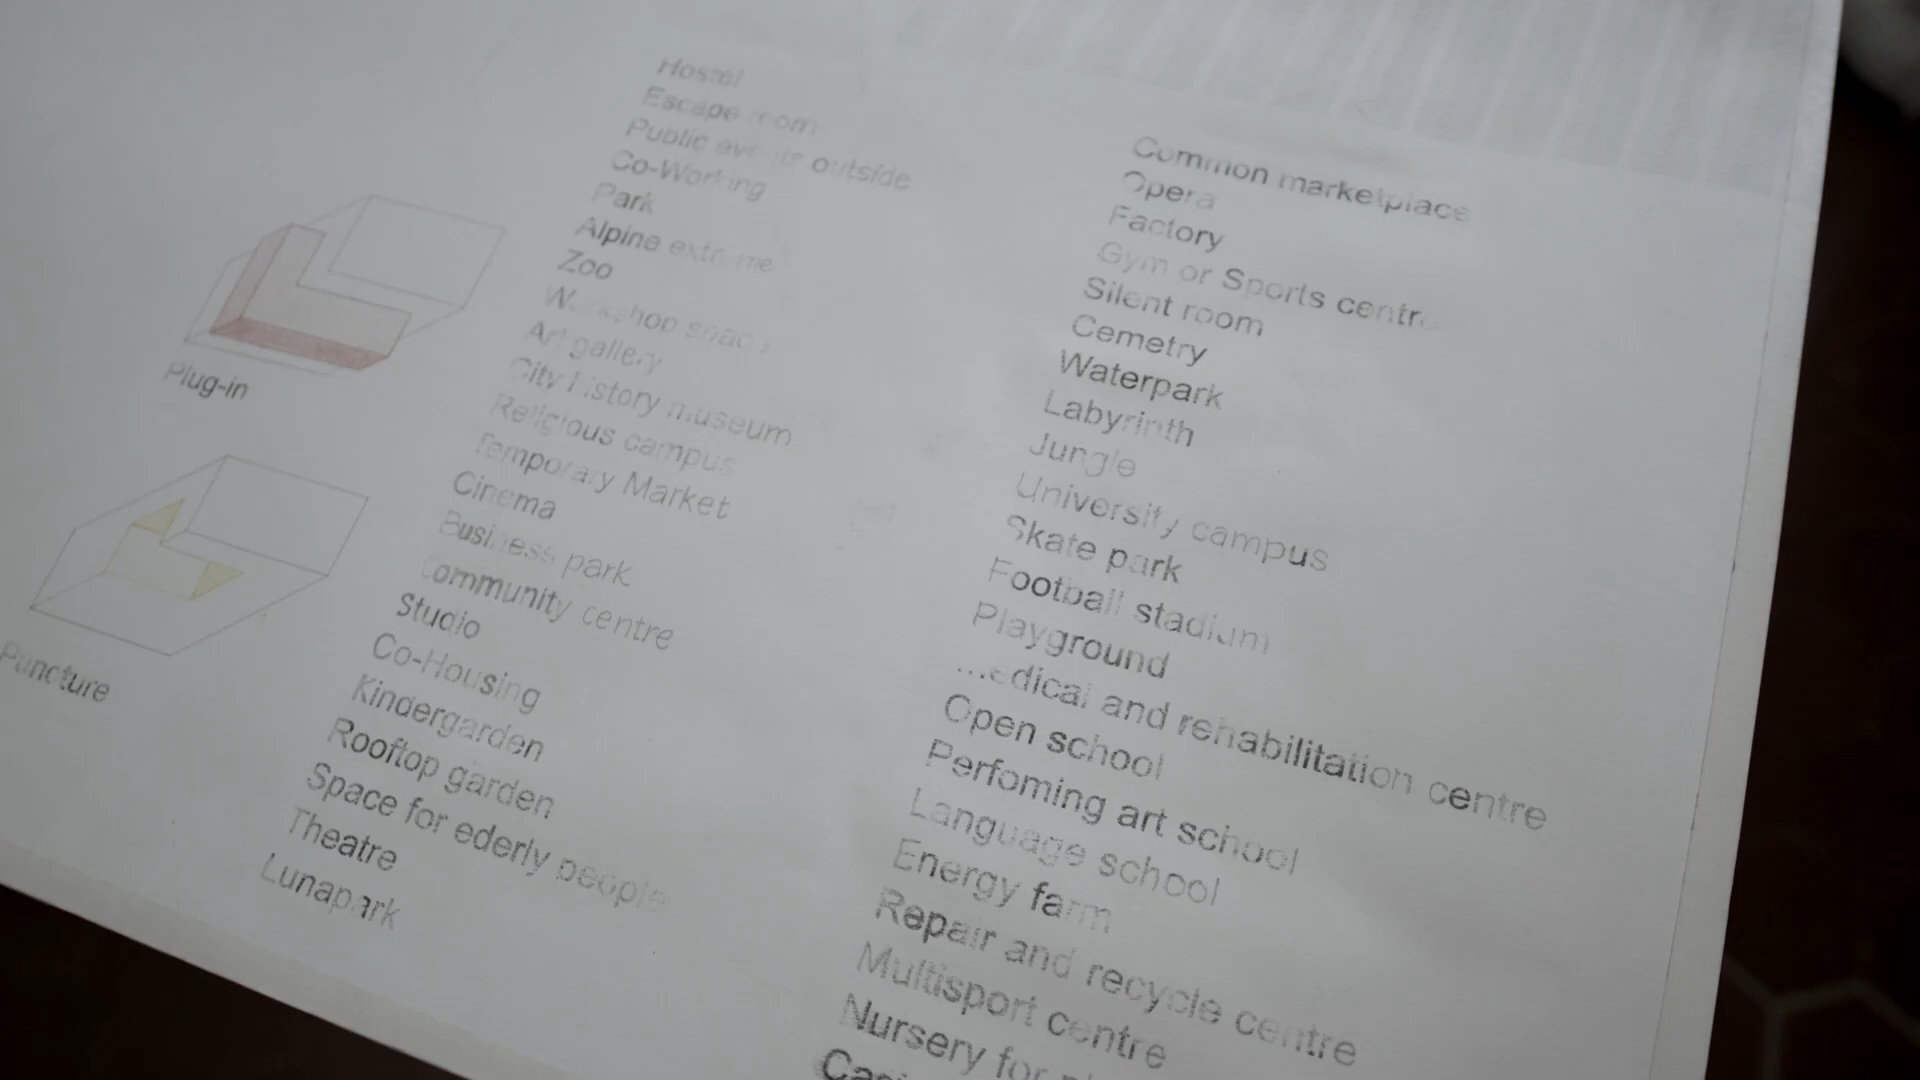 Plug-in
Puncture
Hostel
Escape room
Public events outside
Co-Working
Park
Alpine extreme
Zoo
Workshop space
Art gallery
City History museum
Religious campus
Temporary Market
Cinema
Business park
Community centre
Studio
Co-Housing
Kindergarden
Rooftop garden
Space for ederly people
Theatre
Lunapark
Common marketplace
Opera
Factory
Gym or Sports centre
Silent room
Cemetry
Waterpark
Labyrinth
Jungle
University campus
Skate park
Football stadium
Playground
and rehabilitation centre
Open school
Perfoming art school
Language school
Energy farm
Repair and recycle centre
Multisport centre
Nursery for